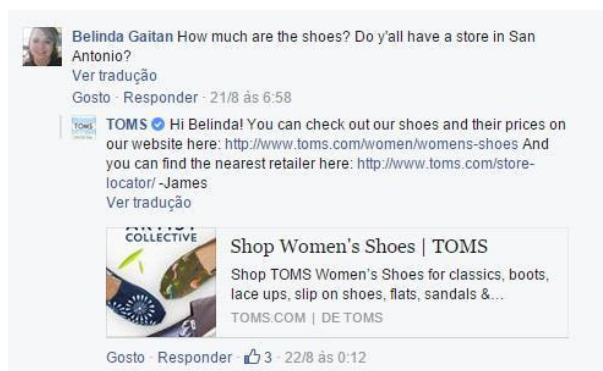 Belinda Gaitan How much are the shoes? Do y'all have a store in San
Antonio?
Ver tradução
Gosto · Responder · 21/8 às 6:58
TOMS
TOMS Hi Belinda! You can check out our shoes and their prices on
our website here: http://www.toms.com/women/womens-shoes And
you can find the nearest retailer here: http://www.toms.com/store-
locator/ -James
Ver tradução
ARTIST
COLLECTIVE
Shop Women's Shoes | TOMS
Shop TOMS Women's Shoes for classics, boots,
lace ups, slip on shoes, flats, sandals &...
TOMS.COM | DE TOMS
Gosto · Responder · 3 · 22/8 às 0:12